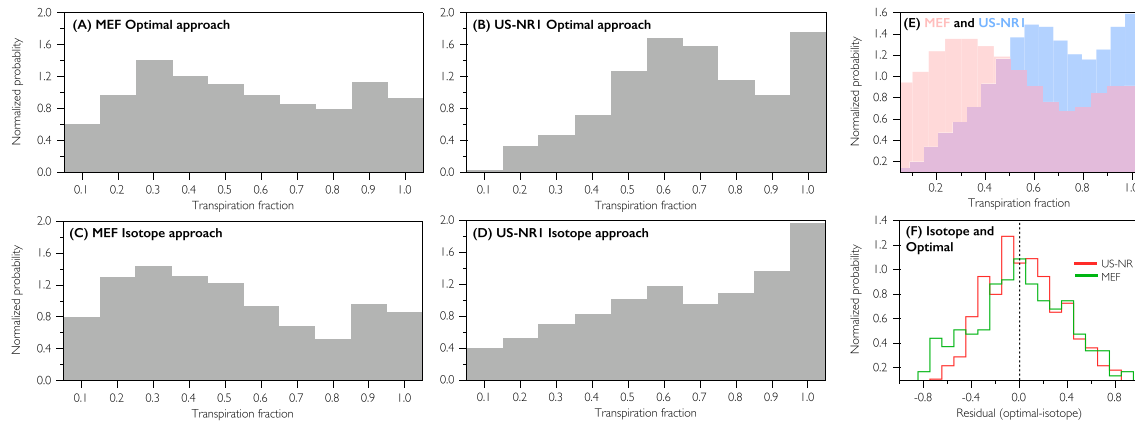 (A) MEF Optimal approach
2.0
1.6
1.2
0.8
0.4
0.0
Normalized probability
0.1 0.2 0.3 0.4 0.5 0.6 0.7 0.8 0.9 1.0
Transpiration fraction
(B) US-NR1 Optimal approach
2.0
1.6
1.2
0.8
0.4
0.0
Normalized probability
0.1 0.2 0.3 0.4 0.5 0.6 0.7 0.8 0.9 1.0
Transpiration fraction
(E) MEF and US-NR1
1.6
1.4
1.2
1.0
0.8
0.6
0.4
0.2
Normalized probability
0.2 0.4 0.6 0.8 1.0
Transpiration fraction
(C) MEF Isotope approach
2.0
1.6
1.2
0.8
0.4
0.0
Normalized probability
0.1 0.2 0.3 0.4 0.5 0.6 0.7 0.8 0.9 1.0
Transpiration fraction
(D) US-NR1 Isotope approach
2.0
1.6
1.2
0.8
0.4
0.0
Normalized probability
0.1 0.2 0.3 0.4 0.5 0.6 0.7 0.8 0.9 1.0
Transpiration fraction
(F) Isotope and
Optimal
US-NR
MEF
1.4
1.2
1.0
0.8
0.6
0.4
0.2
Normalized probability
-0.8 -0.4 0.0 0.4 0.8
Residual (optimal-isotope)